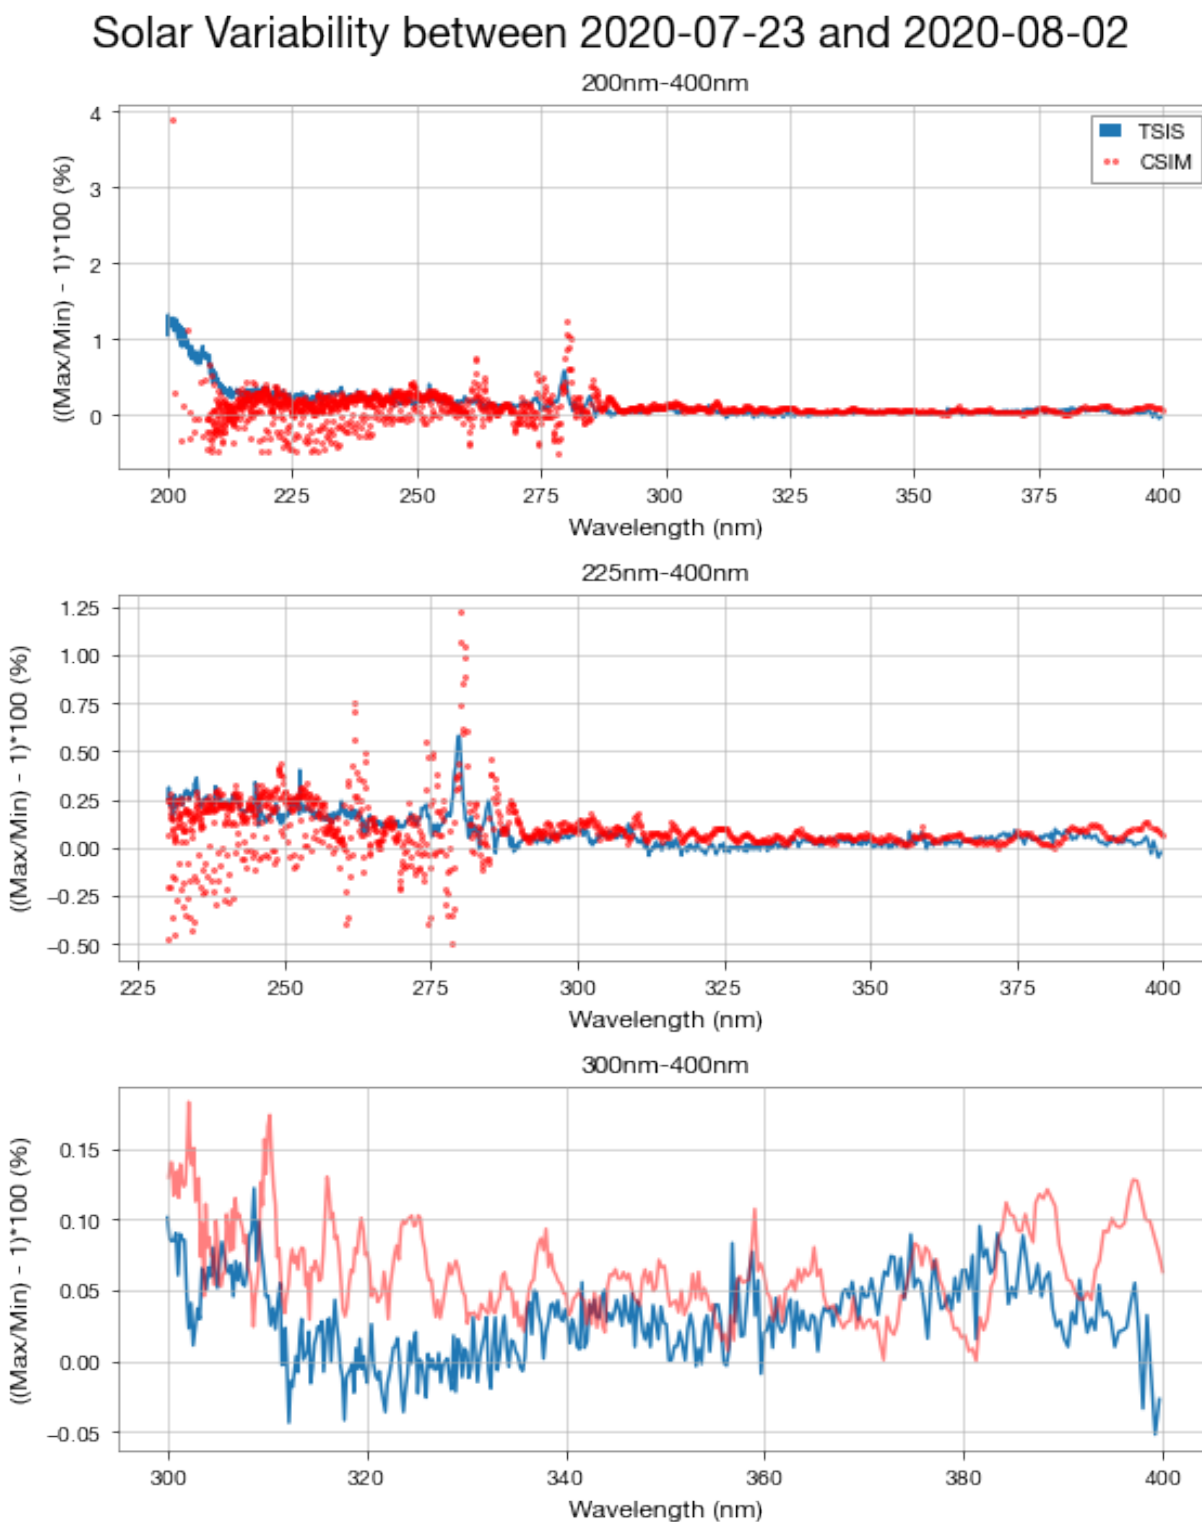 Solar Variability between 2020-07-23 and 2020-08-02
200nm-400nm
((Max/Min) - 1)*100 (%)
4
3
2
1
0
TSIS
CSIM
200 225 250 275 300 325 350 375 400
Wavelength (nm)
225nm-400nm
((Max/Min) - 1)*100 (%)
1.25
1.00
0.75
0.50
0.25
0.00
−0.25
−0.50
225 250 275 300 325 350 375 400
Wavelength (nm)
300nm-400nm
((Max/Min) - 1)*100 (%)
0.15
0.10
0.05
0.00
−0.05
300 320 340 360 380 400
Wavelength (nm)